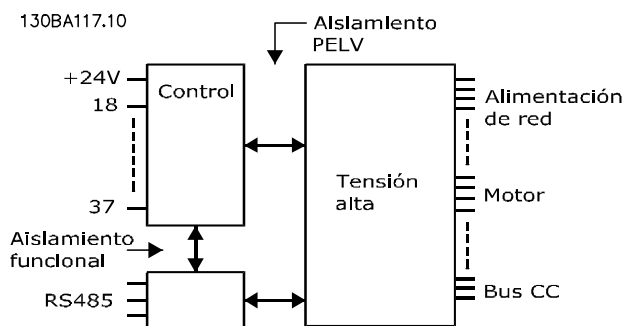 130BA117.10
Aislamiento
PELV
+24V
18
37
Control
Tensión
alta
Alimentación
de red
Motor
Bus CC
Aislamiento
funcional
RS485